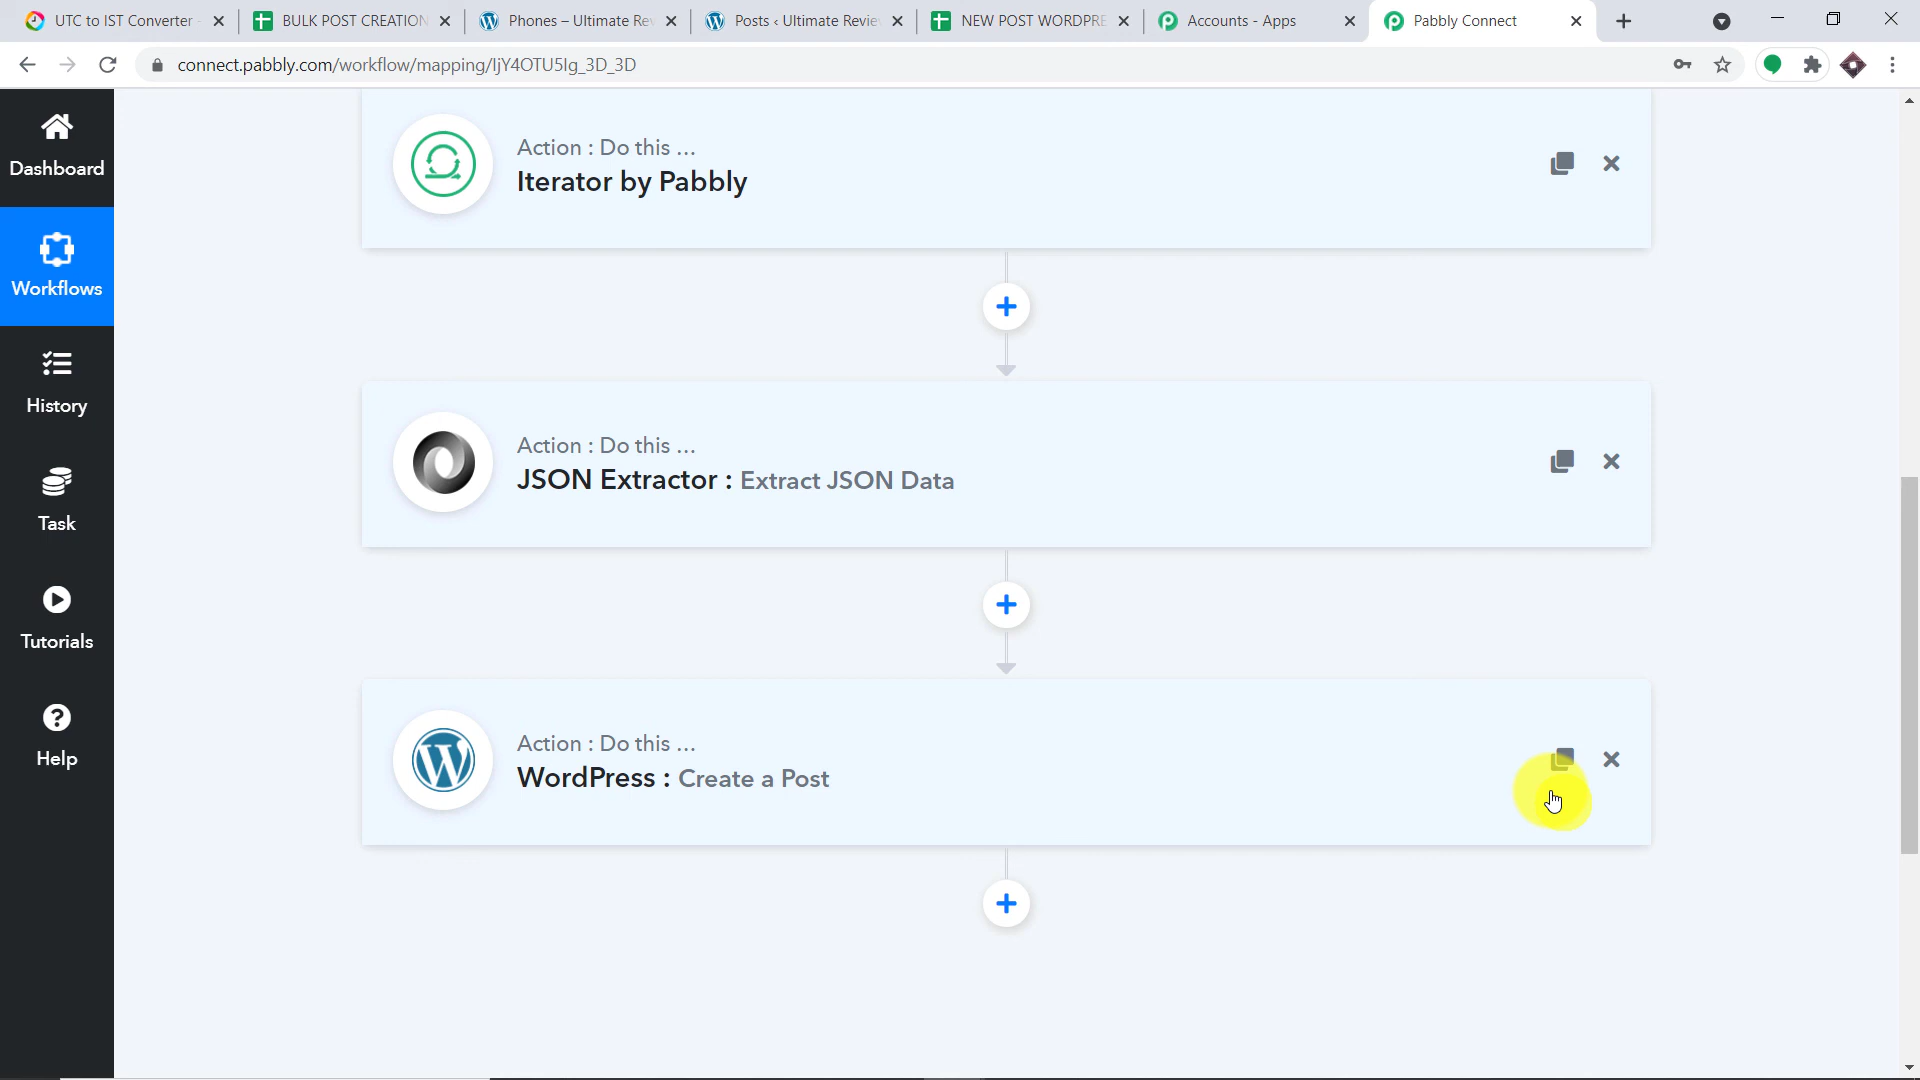 UTC to IST Converter -
BULK POST CREATION
Phones – Ultimate Re
Posts ‹ Ultimate Revie
NEW POST WORDPRE
Accounts - Apps
Pabbly Connect
connect.pabbly.com/workflow/mapping/IjY4OTU5Ig_3D_3D
Dashboard
Workflows
History
Task
Tutorials
Help
Action : Do this ...
Iterator by Pabbly
Action : Do this ...
JSON Extractor : Extract JSON Data
Action : Do this ...
WordPress : Create a Post